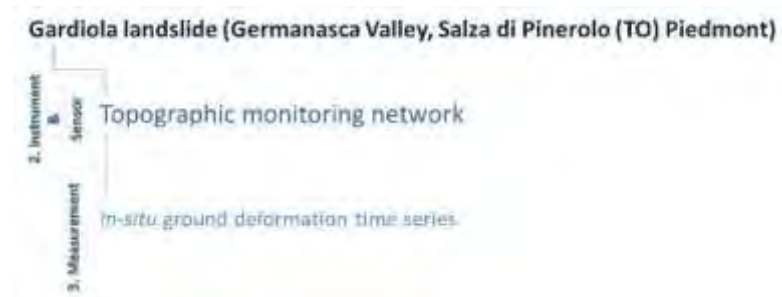 Gardiola landslide (Germanasca Valley, Salza di Pinerolo (TO) Piedmont)
2. Instrument
&
Sensor
Topographic monitoring network
3. Measurement
In-situ ground deformation time series